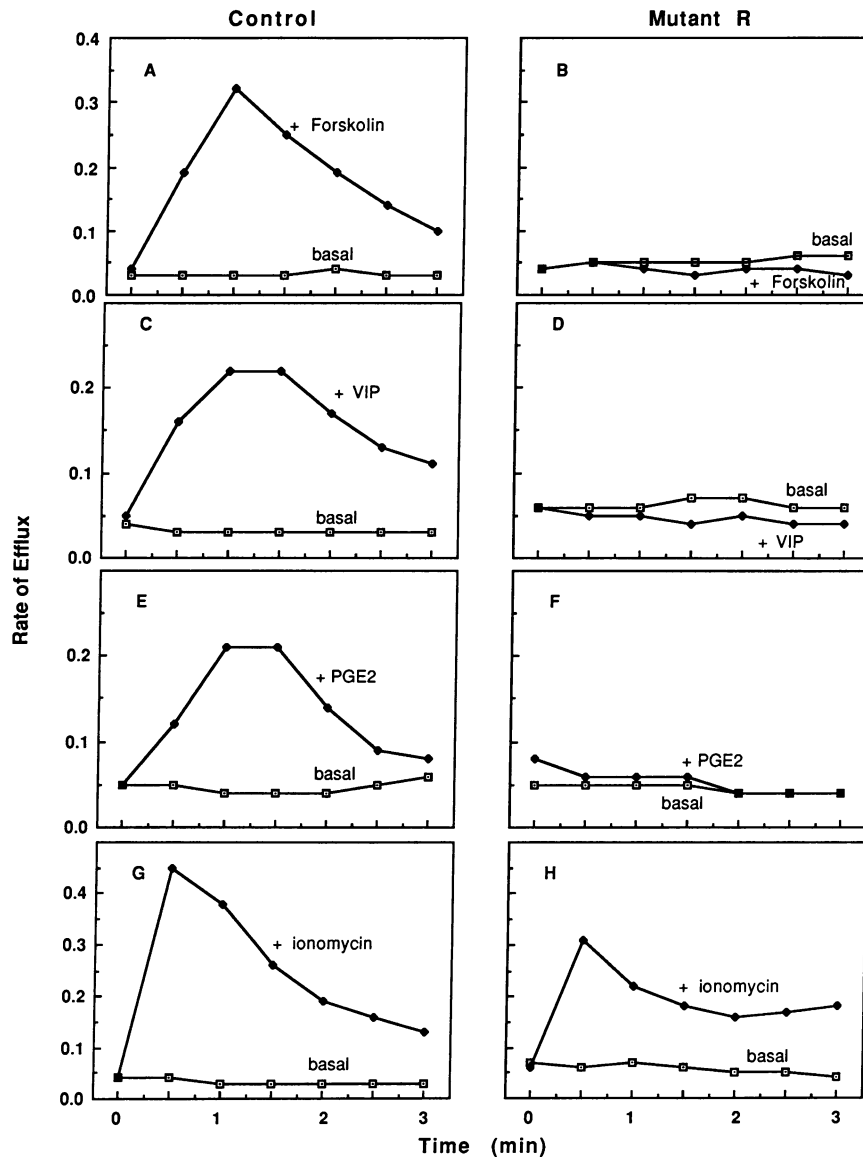 Control
Mutant R
Rate of Efflux
0.4
0.3
0.2
0.1
0.0
A
+ Forskolin
basal
B
basal
+ Forskolin
0.2
0.1
0.0
C
+ VIP
basal
D
basal
+ VIP
0.2
0.1
0.0
E
+ PGE2
basal
F
+ PGE2
basal
0.4
0.3
0.2
0.1
0.0
G
+ ionomycin
basal
H
+ ionomycin
basal
0 1 2 3
0 1 2 3
Time (min)